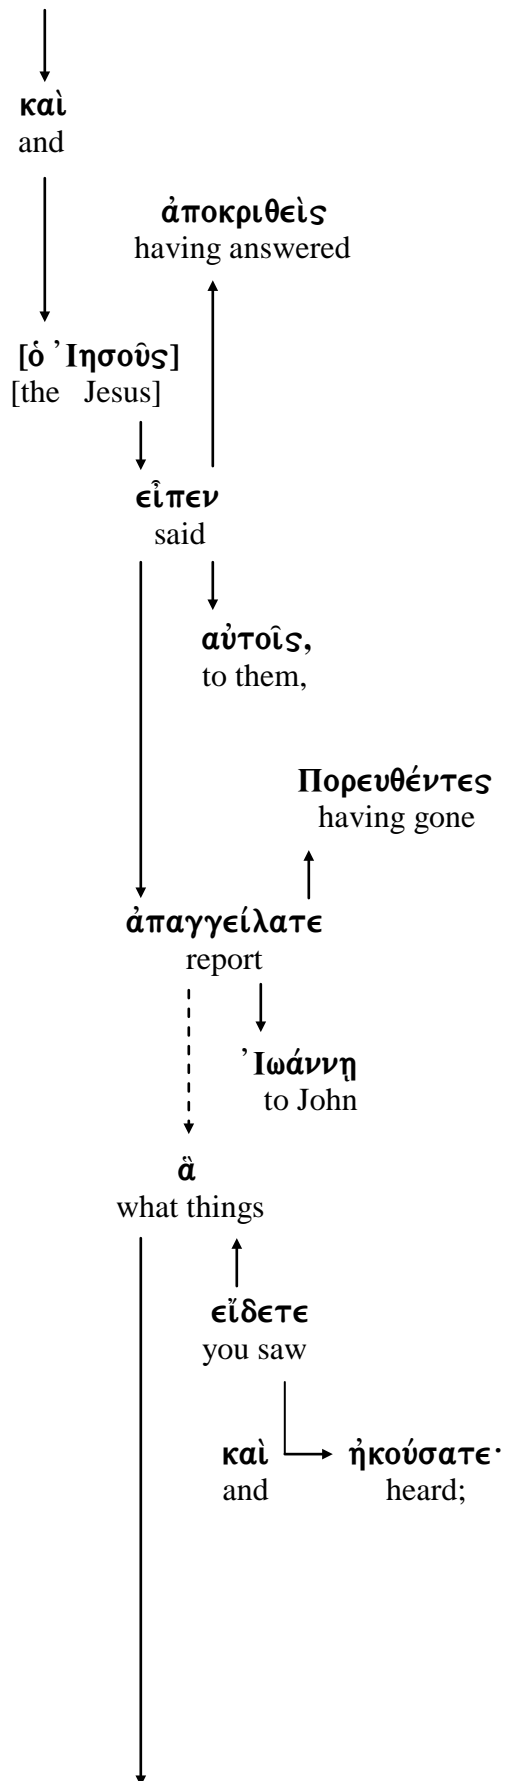 καὶ
and
ἀποκριθεὶς
having answered
[ὁ Ἰησοῦς]
[the Jesus]
εἶπεν
said
αὐτοῖς,
to them,
Πορευθέντες
having gone
ἀπαγγείλατε
report
Ἰωάννῃ
to John
ἃ
what things
εἴδετε
you saw
καὶ ἠκούσατε·
and heard;